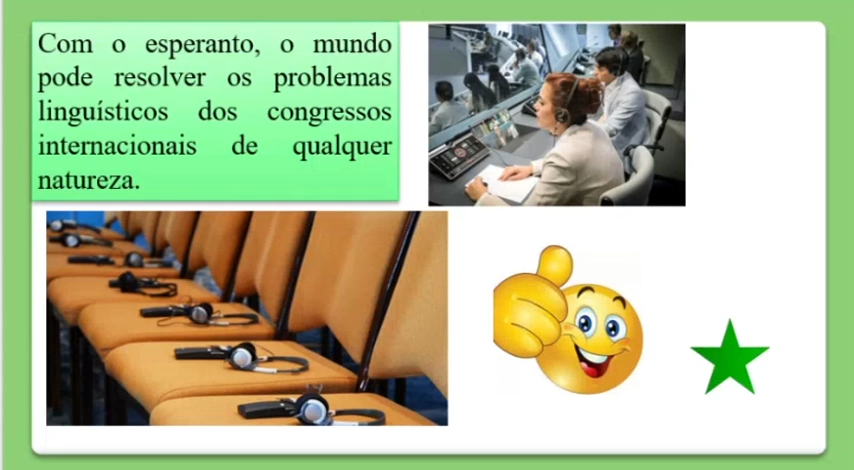 Com o esperanto, o mundo
pode resolver os problemas
linguísticos dos congressos
internacionais de qualquer
natureza.